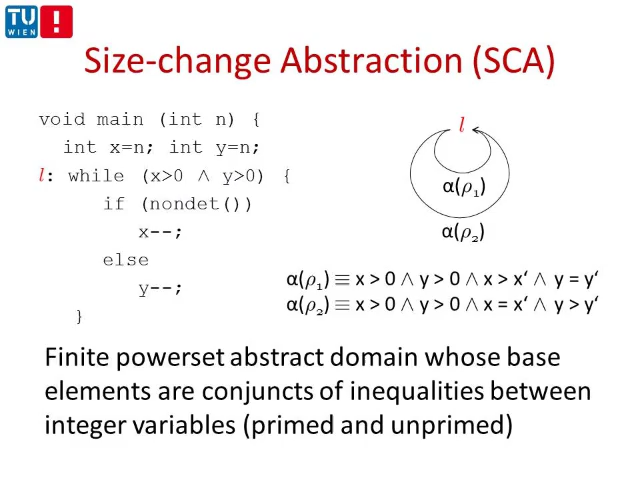 TU
WIEN
!
Size-change Abstraction (SCA)
void main (int n) {
int x=n; int y=n;
l: while (x>0 ∧ y>0) {
if (nondet())
x--;
else
y--;
}
l
α(ρ₁)
α(ρ₂)
α(ρ₁) ≡ x > 0 ∧ y > 0 ∧ x > x‘ ∧ y = y‘
α(ρ₂) ≡ x > 0 ∧ y > 0 ∧ x = x‘ ∧ y > y‘
Finite powerset abstract domain whose base
elements are conjuncts of inequalities between
integer variables (primed and unprimed)